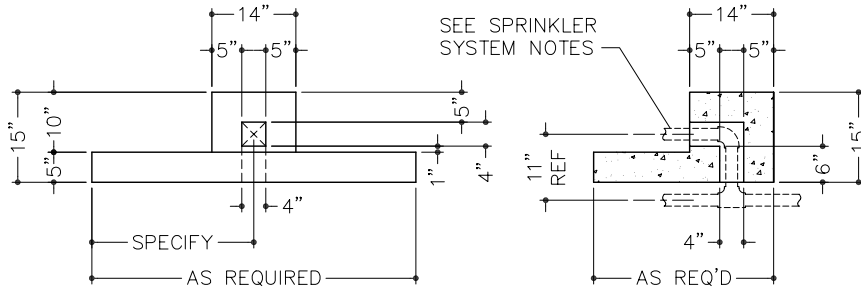 14”
14”
SEE SPRINKLER
SYSTEM NOTES
5”
5”
5”
5”
15”
10”
5”
5”
1”
4”
11”
REF
15”
6”
4”
4”
SPECIFY
AS REQUIRED
AS REQ’D